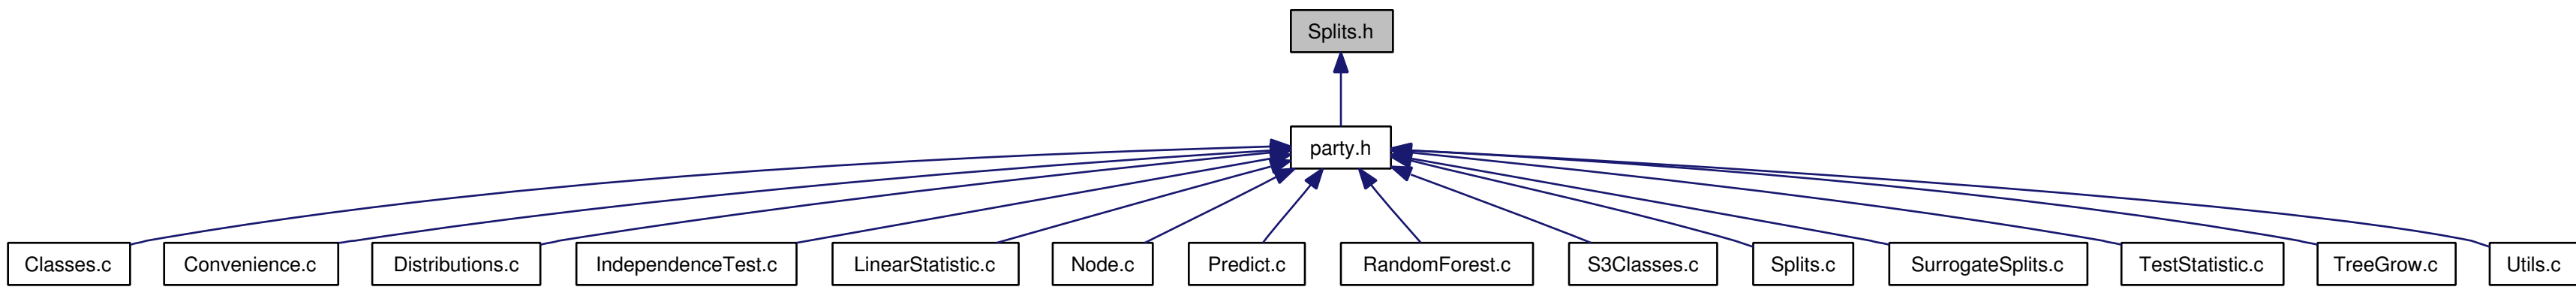 Splits.h
party.h
Classes.c
Convenience.c
Distributions.c
IndependenceTest.c
LinearStatistic.c
Node.c
Predict.c
RandomForest.c
S3Classes.c
Splits.c
SurrogateSplits.c
TestStatistic.c
TreeGrow.c
Utils.c